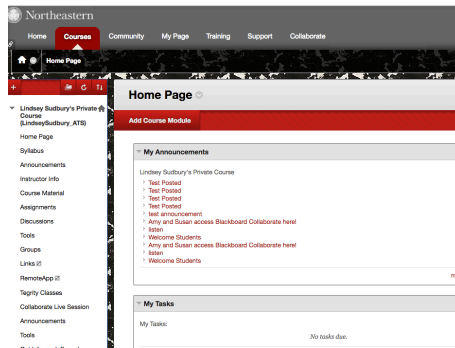 Northeastern
Home Courses Community My Page Training Support Collaborate
Home Page
Home Page
Add Course Module
Lindsey Sudbury's Private
Course
(LindseySudbury_ATS)
Home Page
Syllabus
Announcements
Instructor Info
Course Material
Assignments
Discussions
Tools
Groups
Links
RemoteApp
Tegrity Classes
Collaborate Live Session
Announcements
Tools
My Announcements
Lindsey Sudbury's Private Course
Test Posted
Test Posted
Test Posted
Test Posted
test announcement
Amy and Susan access Blackboard Collaborate here!
listen
Welcome Students
Amy and Susan access Blackboard Collaborate here!
listen
Welcome Students
My Tasks
My Tasks:
No tasks due.